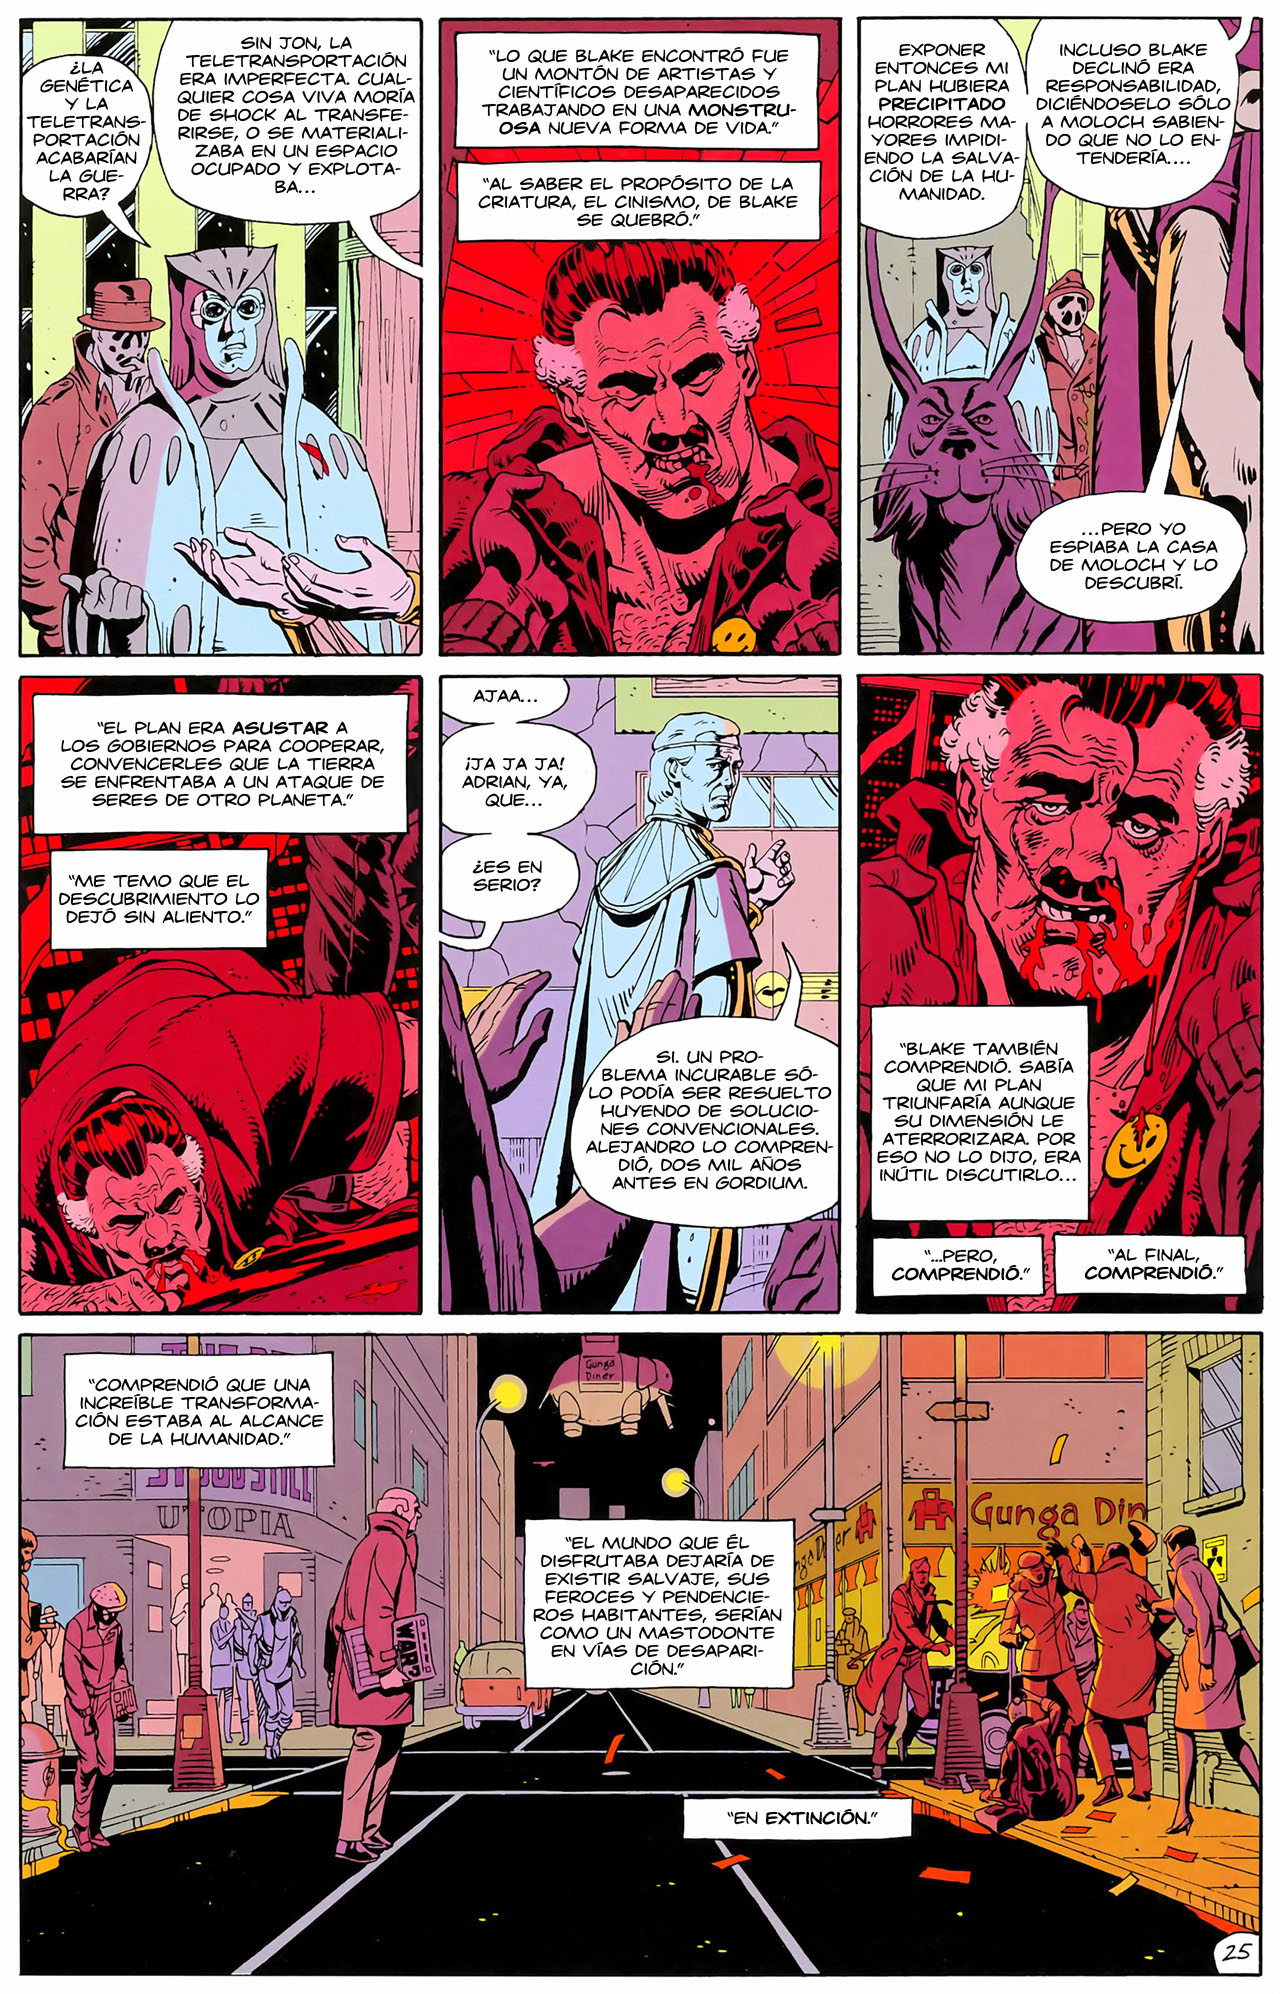 ¿LA
GENÉTICA
Y LA
TELETRANS-
PORTACIÓN
ACABARÍAN
LA GUE-
RRA?
SIN JON, LA
TELETRANSPORTACIÓN
ERA IMPERFECTA. CUAL-
QUIER COSA VIVA MORÍA
DE SHOCK AL TRANSFE-
RIRSE, O SE MATERIALI-
ZABA EN UN ESPACIO
OCUPADO Y EXPLOTA-
BA...
"LO QUE BLAKE ENCONTRÓ FUE
UN MONTÓN DE ARTISTAS Y
CIENTÍFICOS DESAPARECIDOS
TRABAJANDO EN UNA MONSTRU-
OSA NUEVA FORMA DE VIDA."
"AL SABER EL PROPÓSITO DE LA
CRIATURA, EL CINISMO, DE BLAKE
SE QUEBRÓ."
EXPONER
ENTONCES MI
PLAN HUBIERA
PRECIPITADO
HORRORES MA-
YORES IMPIDI-
ENDO LA SALVA-
CIÓN DE LA HU-
MANIDAD.
INCLUSO BLAKE
DECLINÓ ERA
RESPONSABILIDAD,
DICIÉNDOSELO SÓLO
A MOLOCH SABIEN-
DO QUE NO LO EN-
TENDERÍA....
...PERO YO
ESPIABA LA CASA
DE MOLOCH Y LO
DESCUBRÍ.
"EL PLAN ERA ASUSTAR A
LOS GOBIERNOS PARA COOPERAR,
CONVENCERLES QUE LA TIERRA
SE ENFRENTABA A UN ATAQUE DE
SERES DE OTRO PLANETA."
"ME TEMO QUE EL
DESCUBRIMIENTO LO
DEJÓ SIN ALIENTO."
AJAA...
¡JA JA JA!
ADRIAN, YA,
QUE...
¿ES EN
SERIO?
SI. UN PRO-
BLEMA INCURABLE SÓ-
LO PODÍA SER RESUELTO
HUYENDO DE SOLUCIO-
NES CONVENCIONALES.
ALEJANDRO LO COMPREN-
DIÓ, DOS MIL AÑOS
ANTES EN GORDIUM.
"BLAKE TAMBIÉN
COMPRENDIÓ. SABÍA
QUE MI PLAN
TRIUNFARÍA AUNQUE
SU DIMENSIÓN LE
ATERRORIZARA. POR
ESO NO LO DIJO, ERA
INÚTIL DISCUTIRLO...
"...PERO,
COMPRENDIÓ."
"AL FINAL,
COMPRENDIÓ."
"COMPRENDIÓ QUE UNA
INCREÍBLE TRANSFORMA-
CIÓN ESTABA AL ALCANCE
DE LA HUMANIDAD."
STOOD STILL
UTOPIA
Gunga
Diner
WAR?
"EL MUNDO QUE ÉL
DISFRUTABA DEJARÍA DE
EXISTIR SALVAJE, SUS
FEROCES Y PENDENCIE-
ROS HABITANTES, SERÍAN
COMO UN MASTODONTE
EN VÍAS DE DESAPARI-
CIÓN."
Gunga Din
nga Diner
"EN EXTINCIÓN."
25